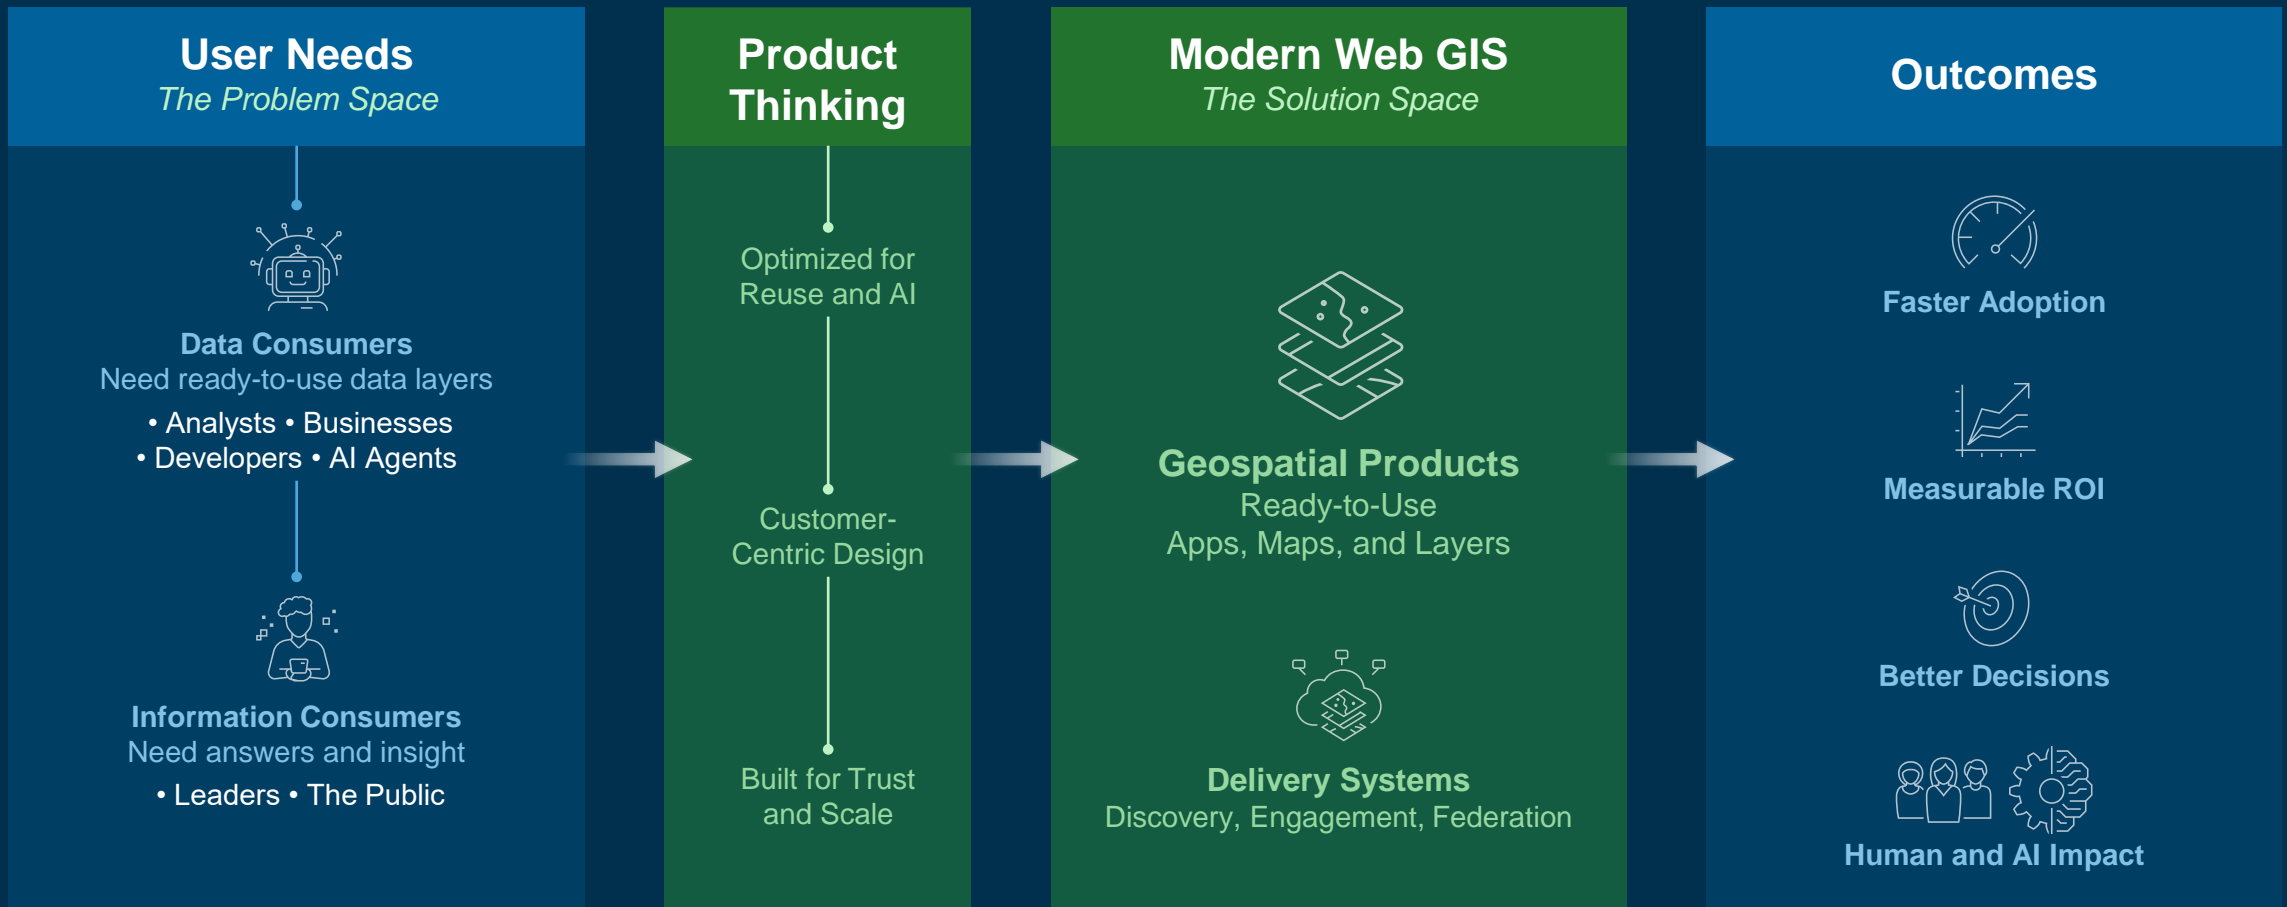 User Needs
The Problem Space
Data Consumers
Need ready-to-use data layers
• Analysts • Businesses
• Developers • AI Agents
Information Consumers
Need answers and insight
• Leaders • The Public
Product
Thinking
Optimized for
Reuse and AI
Customer-
Centric Design
Built for Trust
and Scale
Modern Web GIS
The Solution Space
Geospatial Products
Ready-to-Use
Apps, Maps, and Layers
Delivery Systems
Discovery, Engagement, Federation
Outcomes
Faster Adoption
Measurable ROI
Better Decisions
Human and AI Impact